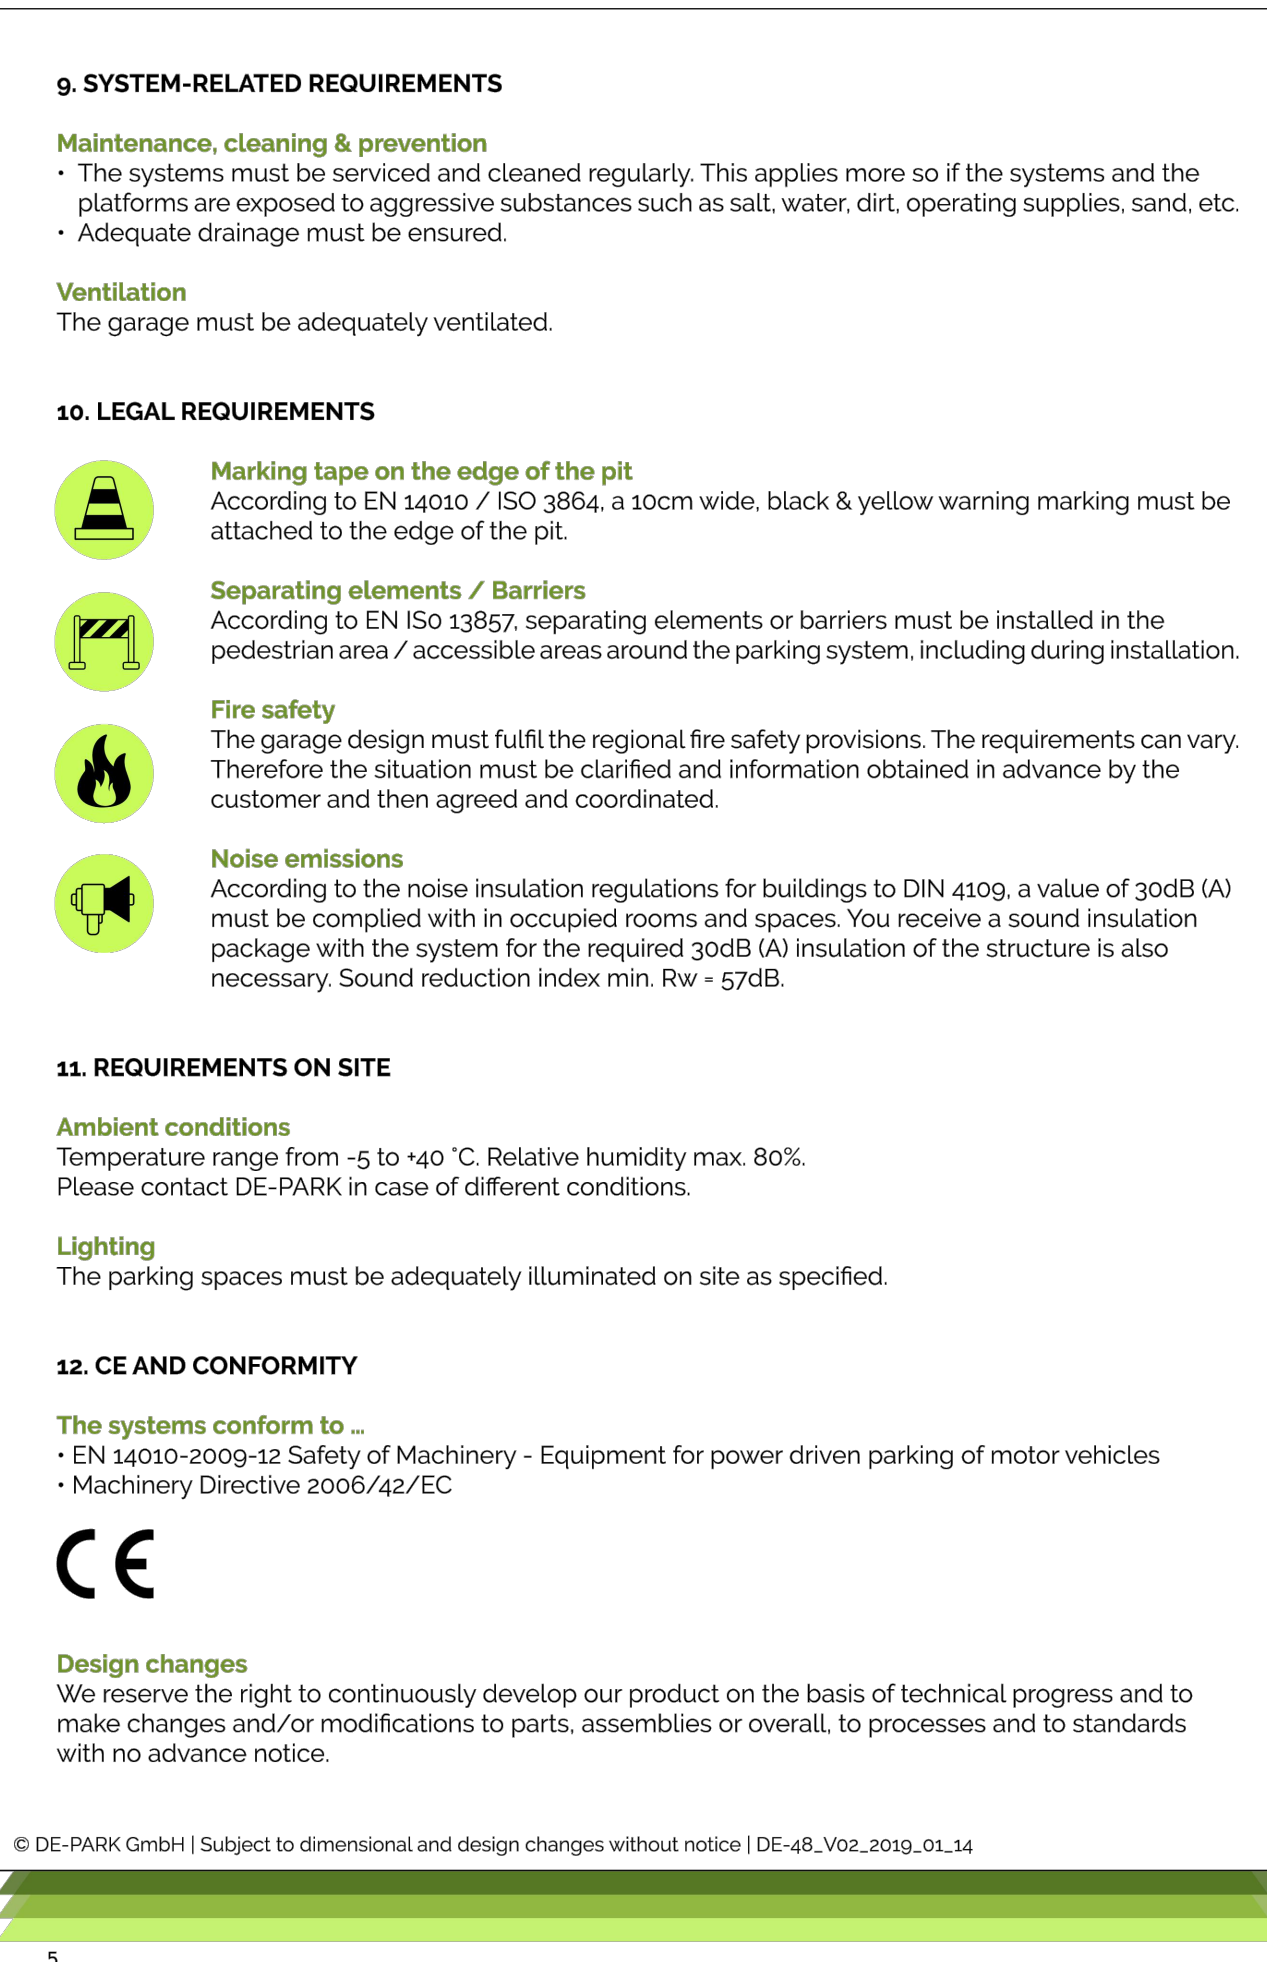 9. SYSTEM-RELATED REQUIREMENTS
Maintenance, cleaning & prevention
• The systems must be serviced and cleaned regularly. This applies more so if the systems and the
platforms are exposed to aggressive substances such as salt, water, dirt, operating supplies, sand, etc.
• Adequate drainage must be ensured.
Ventilation
The garage must be adequately ventilated.
10. LEGAL REQUIREMENTS
Marking tape on the edge of the pit
According to EN 14010 / ISO 3864, a 10cm wide, black & yellow warning marking must be
attached to the edge of the pit.
Separating elements / Barriers
According to EN IS0 13857, separating elements or barriers must be installed in the
pedestrian area / accessible areas around the parking system, including during installation.
Fire safety
The garage design must fulfil the regional fire safety provisions. The requirements can vary.
Therefore the situation must be clarified and information obtained in advance by the
customer and then agreed and coordinated.
Noise emissions
According to the noise insulation regulations for buildings to DIN 4109, a value of 30dB (A)
must be complied with in occupied rooms and spaces. You receive a sound insulation
package with the system for the required 30dB (A) insulation of the structure is also
necessary. Sound reduction index min. Rw = 57dB.
11. REQUIREMENTS ON SITE
Ambient conditions
Temperature range from -5 to +40 °C. Relative humidity max. 80%.
Please contact DE-PARK in case of different conditions.
Lighting
The parking spaces must be adequately illuminated on site as specified.
12. CE AND CONFORMITY
The systems conform to ...
• EN 14010-2009-12 Safety of Machinery - Equipment for power driven parking of motor vehicles
• Machinery Directive 2006/42/EC
CE
Design changes
We reserve the right to continuously develop our product on the basis of technical progress and to
make changes and/or modifications to parts, assemblies or overall, to processes and to standards
with no advance notice.
© DE-PARK GmbH | Subject to dimensional and design changes without notice | DE-48_V02_2019_01_14
5